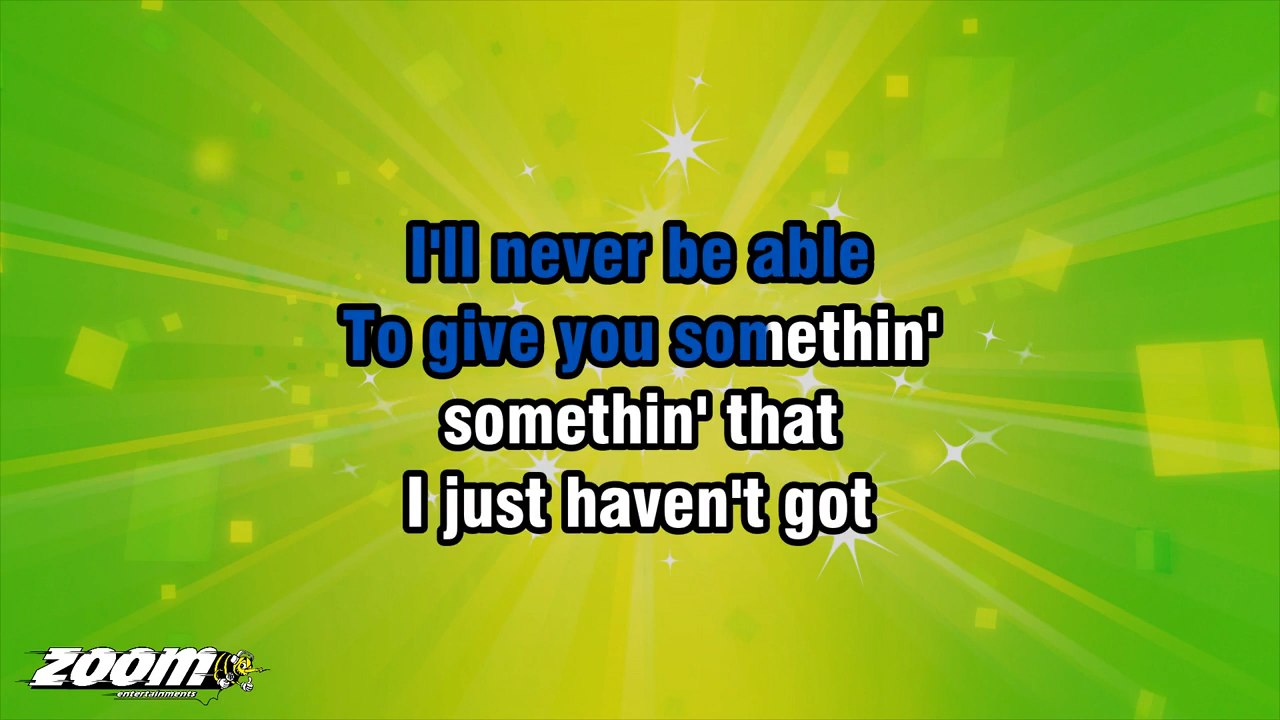 I'll never be able
To give you somethin'
somethin' that
I just haven't got
ZOOM
entertainments